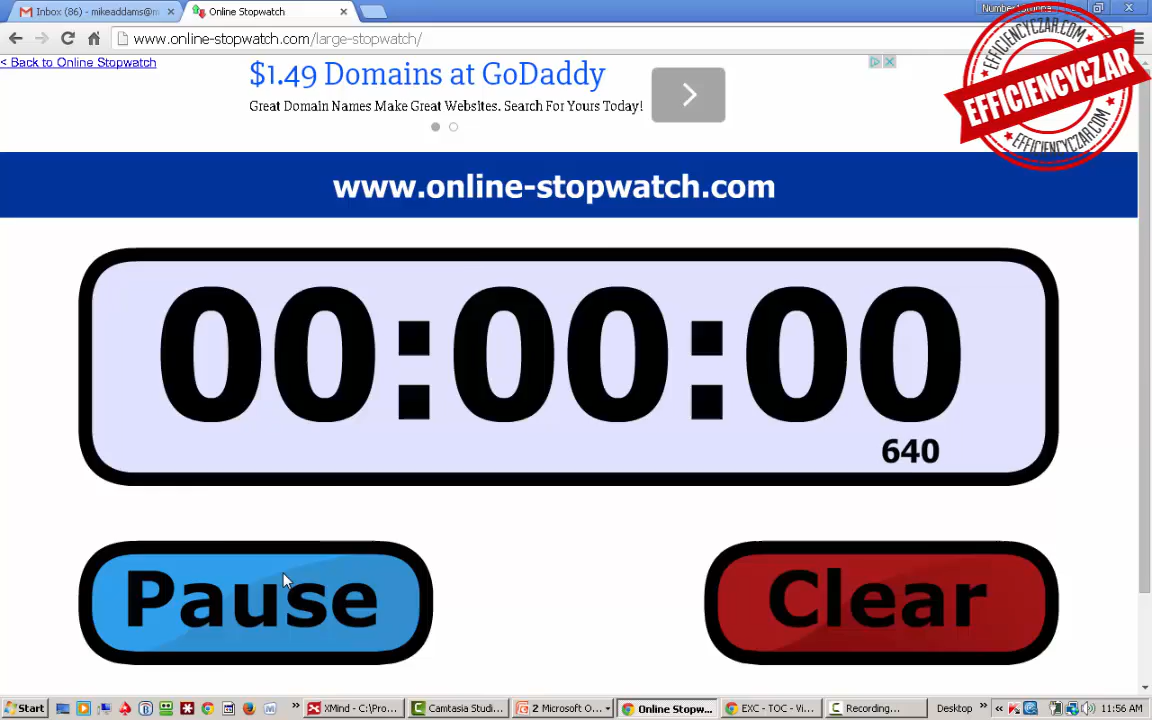 Inbox (86) - mikeaddams@m
Online Stopwatch
www.online-stopwatch.com/large-stopwatch/
< Back to Online Stopwatch
$1.49 Domains at GoDaddy
Great Domain Names Make Great Websites. Search For Yours Today!
EFFICIENCYCZAR.COM
EFFICIENCYCZAR
EFFICIENCYCZAR.COM
www.online-stopwatch.com
00:00:00
640
Pause
Clear
Start
XMind - C:\Pro...
Camtasia Studi...
2 Microsoft O...
Online Stopw...
EXC - TOC - Vi...
Recording...
Desktop
11:56 AM